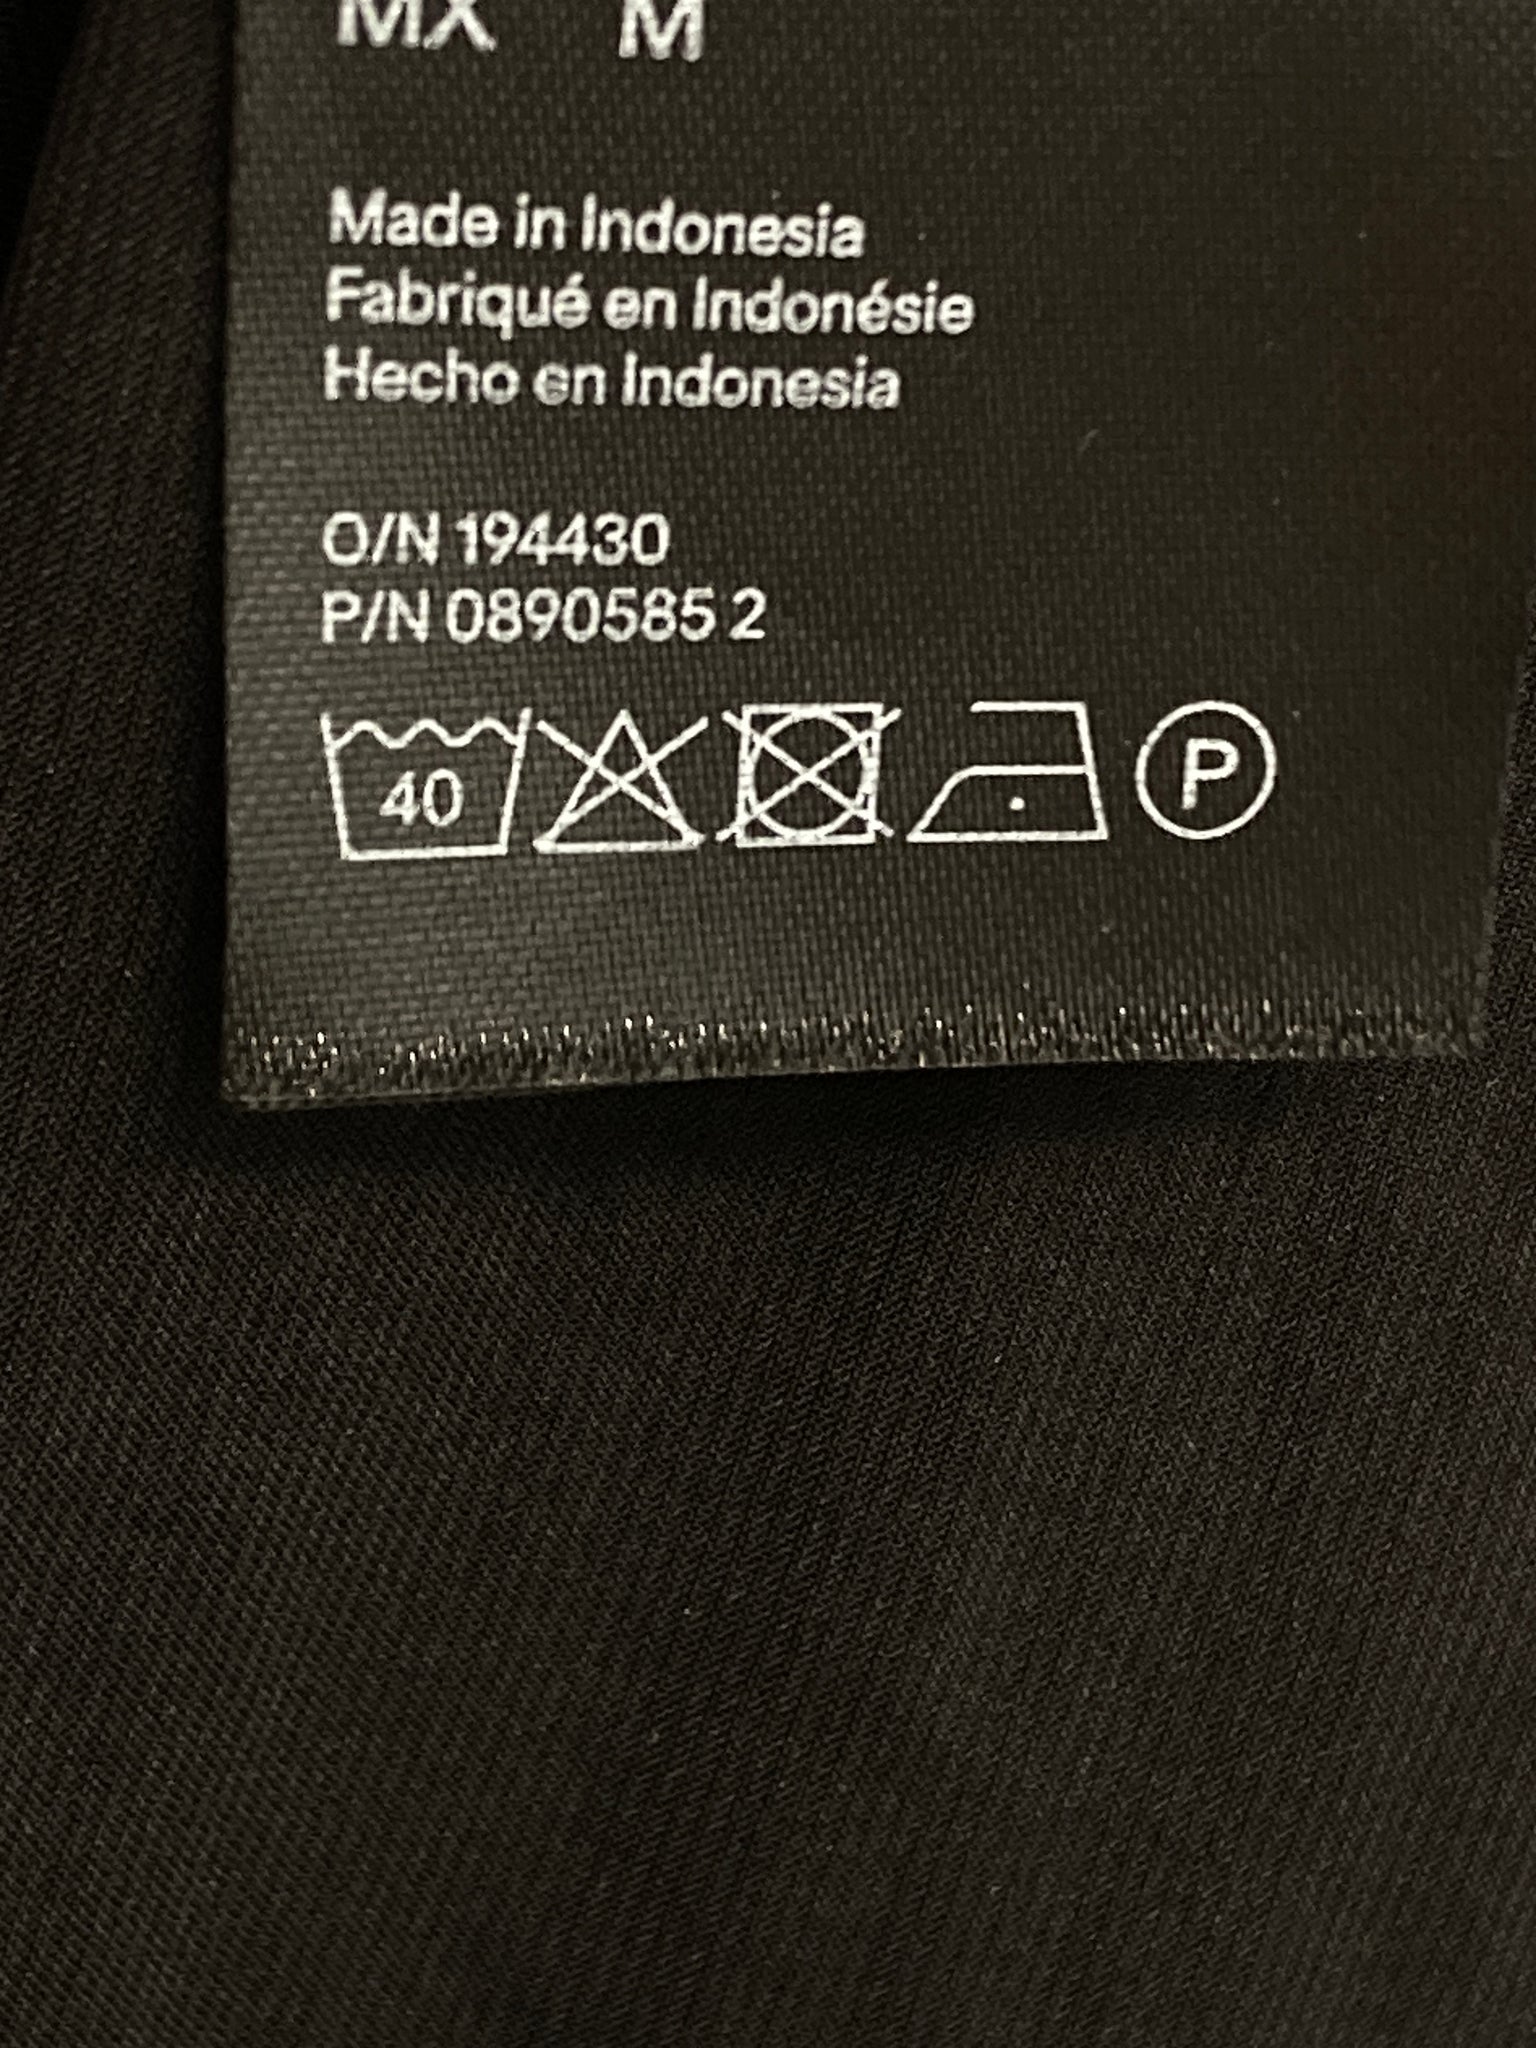 MX M
Made in Indonesia
Fabriqué en Indonésie
Hecho en Indonesia
O/N 194430
P/N 0890585 2
40 P